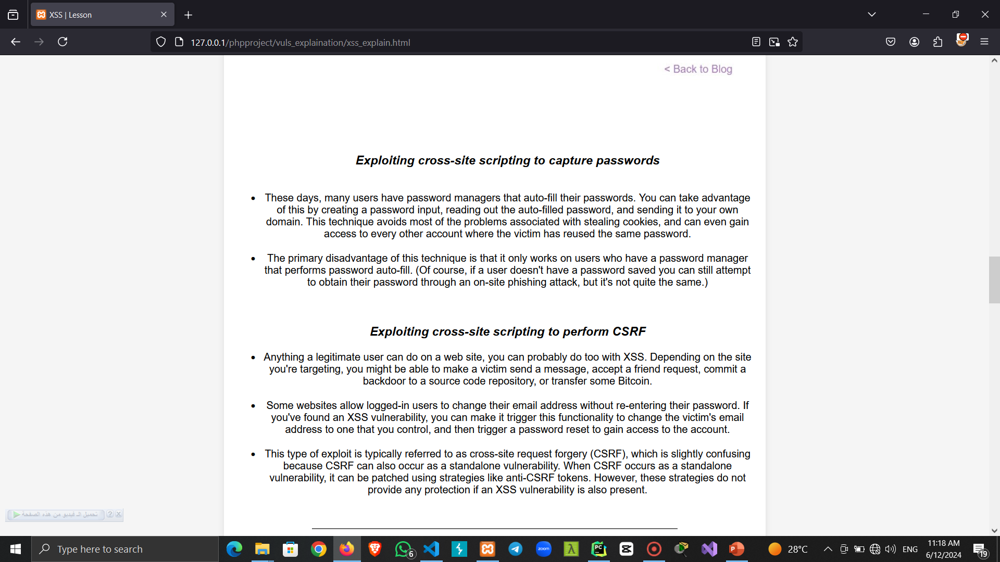 XSS | Lesson
127.0.0.1/phpproject/vuls_explaination/xss_explain.html
< Back to Blog
Exploiting cross-site scripting to capture passwords
• These days, many users have password managers that auto-fill their passwords. You can take advantage
of this by creating a password input, reading out the auto-filled password, and sending it to your own
domain. This technique avoids most of the problems associated with stealing cookies, and can even gain
access to every other account where the victim has reused the same password.
• The primary disadvantage of this technique is that it only works on users who have a password manager
that performs password auto-fill. (Of course, if a user doesn't have a password saved you can still attempt
to obtain their password through an on-site phishing attack, but it's not quite the same.)
Exploiting cross-site scripting to perform CSRF
• Anything a legitimate user can do on a web site, you can probably do too with XSS. Depending on the site
you're targeting, you might be able to make a victim send a message, accept a friend request, commit a
backdoor to a source code repository, or transfer some Bitcoin.
• Some websites allow logged-in users to change their email address without re-entering their password. If
you've found an XSS vulnerability, you can make it trigger this functionality to change the victim's email
address to one that you control, and then trigger a password reset to gain access to the account.
• This type of exploit is typically referred to as cross-site request forgery (CSRF), which is slightly confusing
because CSRF can also occur as a standalone vulnerability. When CSRF occurs as a standalone
vulnerability, it can be patched using strategies like anti-CSRF tokens. However, these strategies do not
provide any protection if an XSS vulnerability is also present.
تحميل الـ فيديو من هذه الصفحة ? X
Type here to search
6
zoom
PC
P
28°C
ENG
11:18 AM
6/12/2024
19